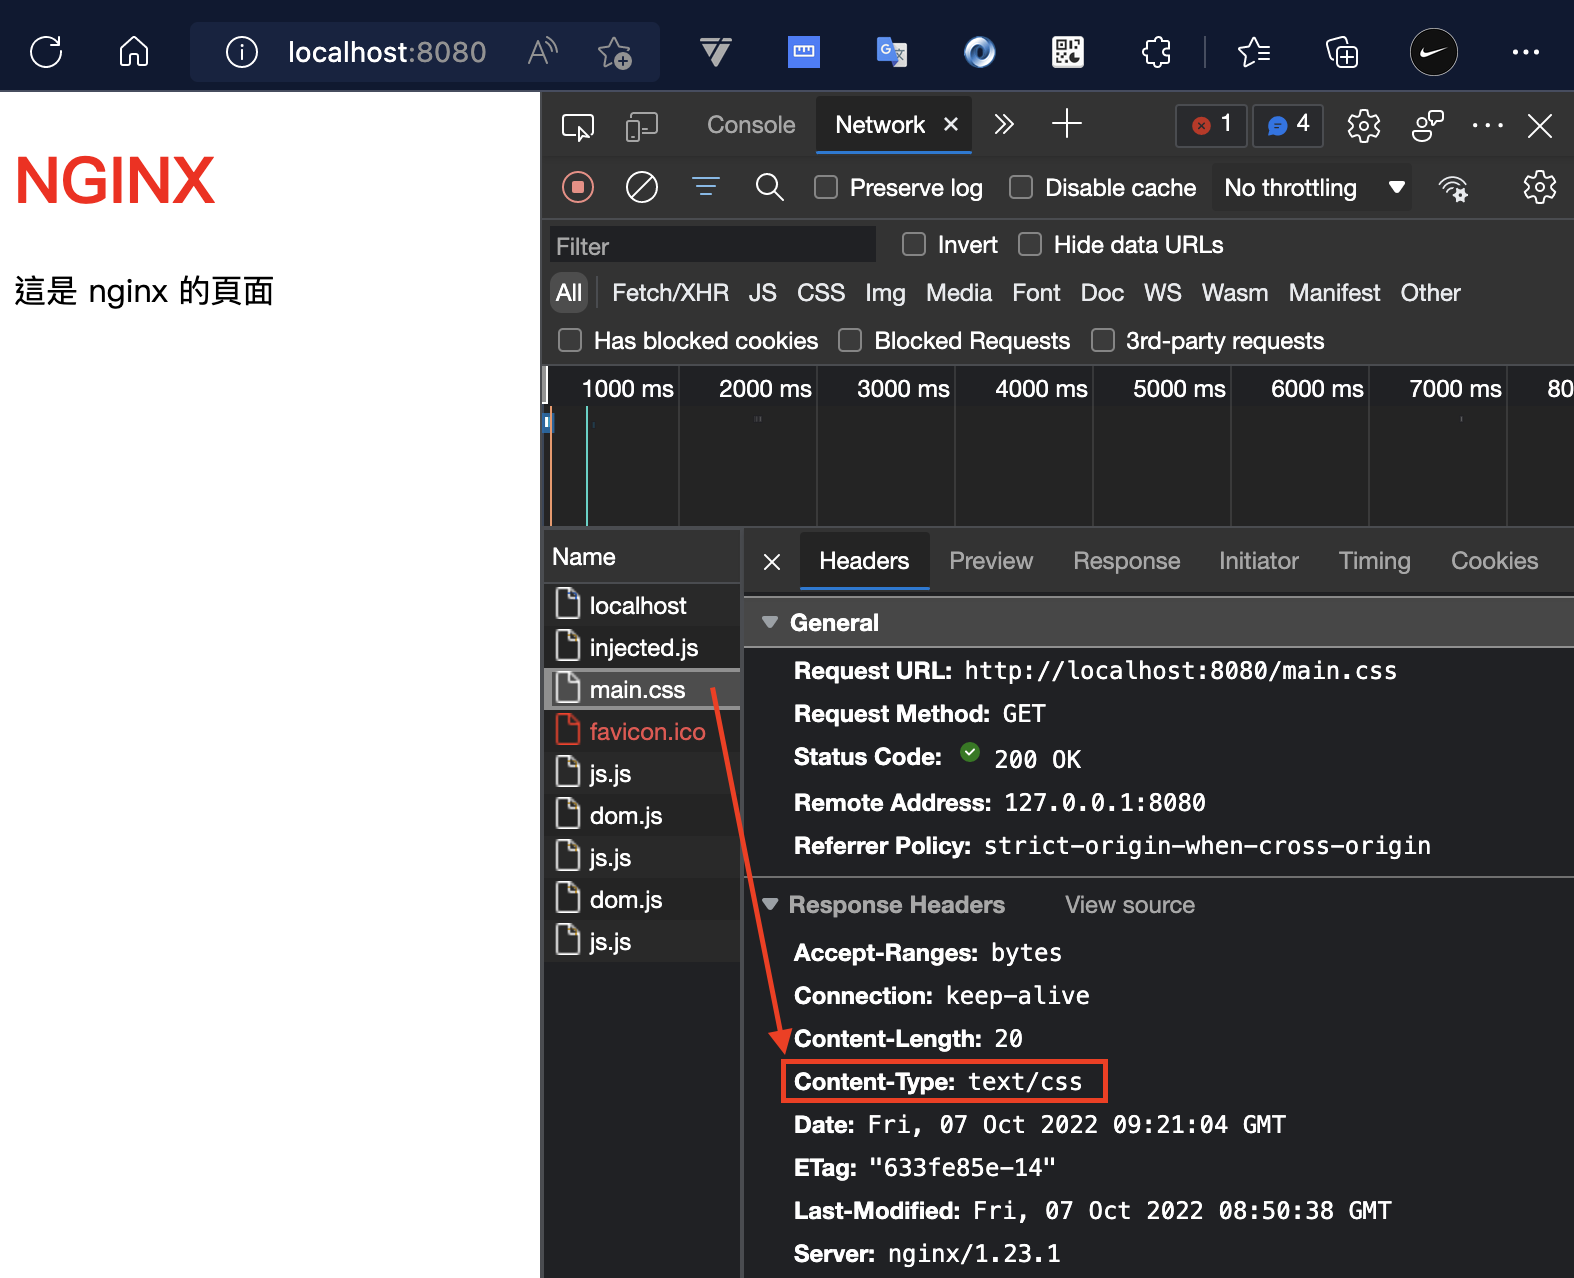 localhost:8080
NGINX
這是 nginx 的頁面
Console
Network
1
4
Preserve log
Disable cache
No throttling
Filter
Invert
Hide data URLs
All
Fetch/XHR
JS
CSS
Img
Media
Font
Doc
WS
Wasm
Manifest
Other
Has blocked cookies
Blocked Requests
3rd-party requests
1000 ms
2000 ms
3000 ms
4000 ms
5000 ms
6000 ms
7000 ms
80
Name
localhost
injected.js
main.css
favicon.ico
js.js
dom.js
js.js
dom.js
js.js
Headers
Preview
Response
Initiator
Timing
Cookies
General
Request URL: http://localhost:8080/main.css
Request Method: GET
Status Code: 200 OK
Remote Address: 127.0.0.1:8080
Referrer Policy: strict-origin-when-cross-origin
Response Headers
View source
Accept-Ranges: bytes
Connection: keep-alive
Content-Length: 20
Content-Type: text/css
Date: Fri, 07 Oct 2022 09:21:04 GMT
ETag: "633fe85e-14"
Last-Modified: Fri, 07 Oct 2022 08:50:38 GMT
Server: nginx/1.23.1